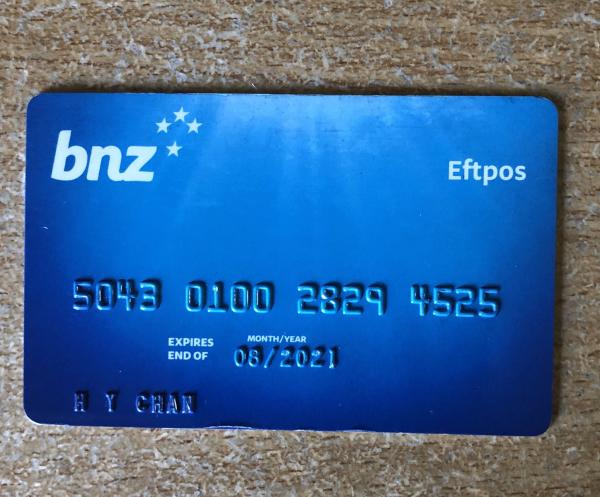 bnz
Eftpos
5043 0100 2829 4525
MONTH/YEAR
EXPIRES
END OF 08/2021
H Y CHAN